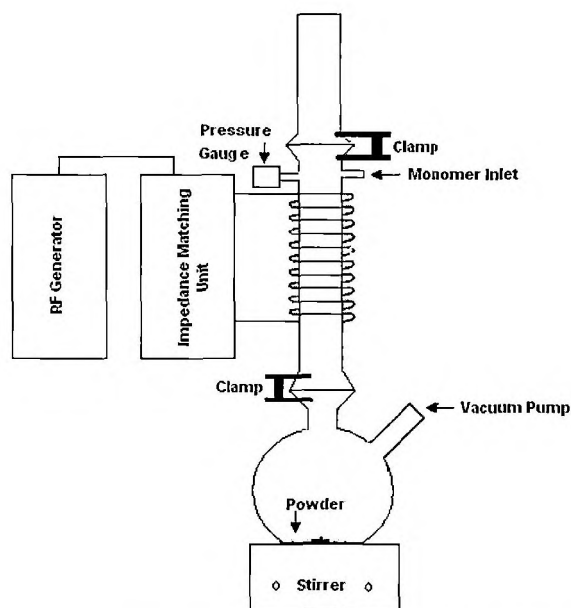 Pressure
Gauge
Clamp
Monomer Inlet
RF Generator
Impedance Matching
Unit
Clamp
Vacuum Pump
Powder
Stirrer